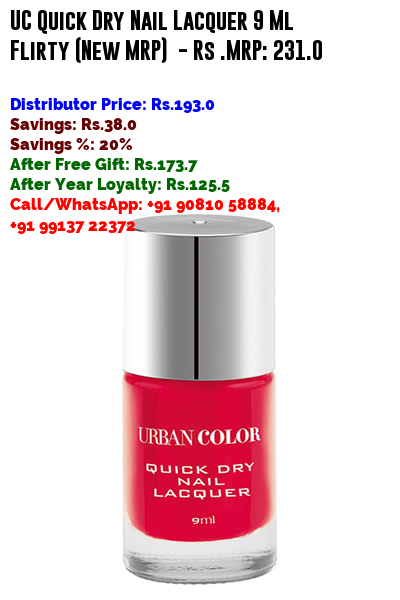 UC Quick Dry Nail Lacquer 9 Ml
Flirty (New MRP) - Rs .MRP: 231.0
Distributor Price: Rs.193.0
Savings: Rs.38.0
Savings %: 20%
After Free Gift: Rs.173.7
After Year Loyalty: Rs.125.5
Call/WhatsApp: +91 90810 58884,
+91 99137 22372
URBAN COLOR
QUICK DRY
NAIL
LACQUER
9ml